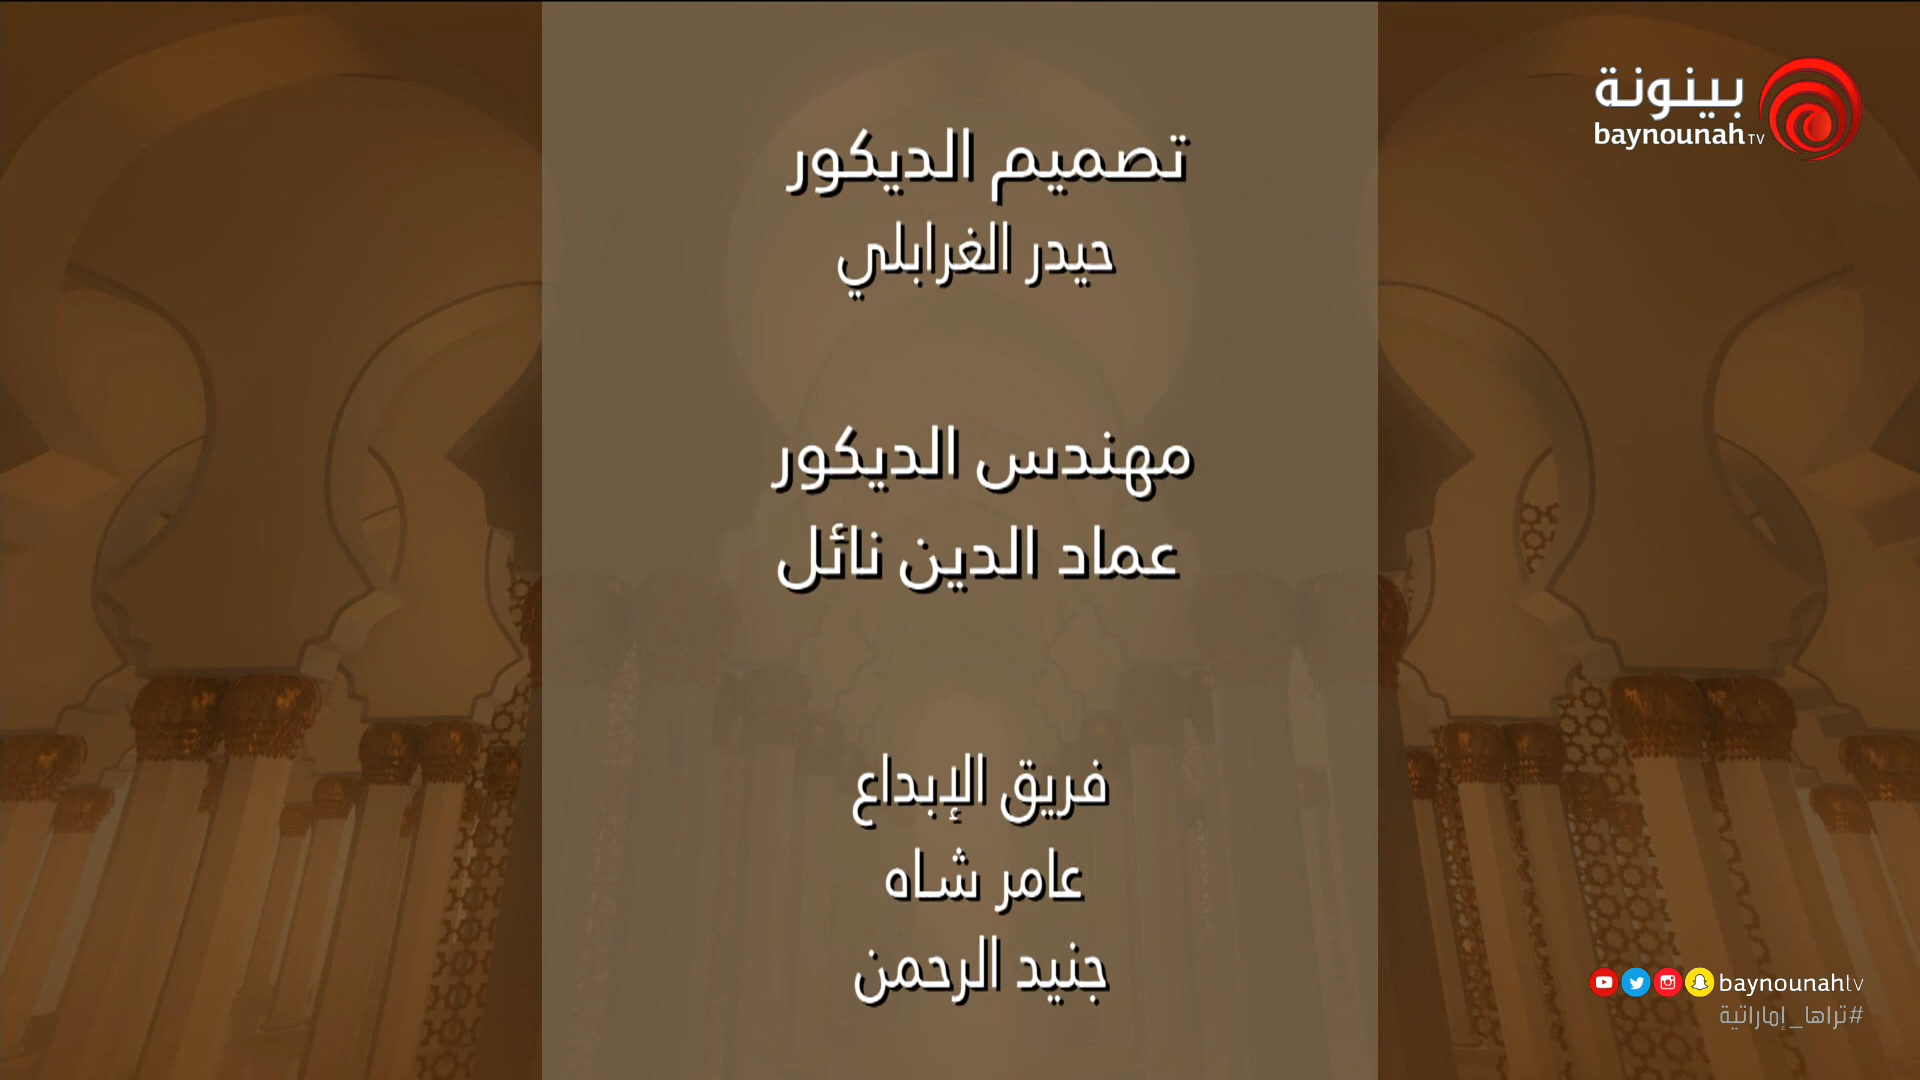 بينونة
baynounah TV
تصميم الديكور
حيدر الغرابلي
مهندس الديكور
عماد الدين نائل
فريق الإبداع
عامر شاه
جنيد الرحمن
baynounahtv
#تراها_إماراتية